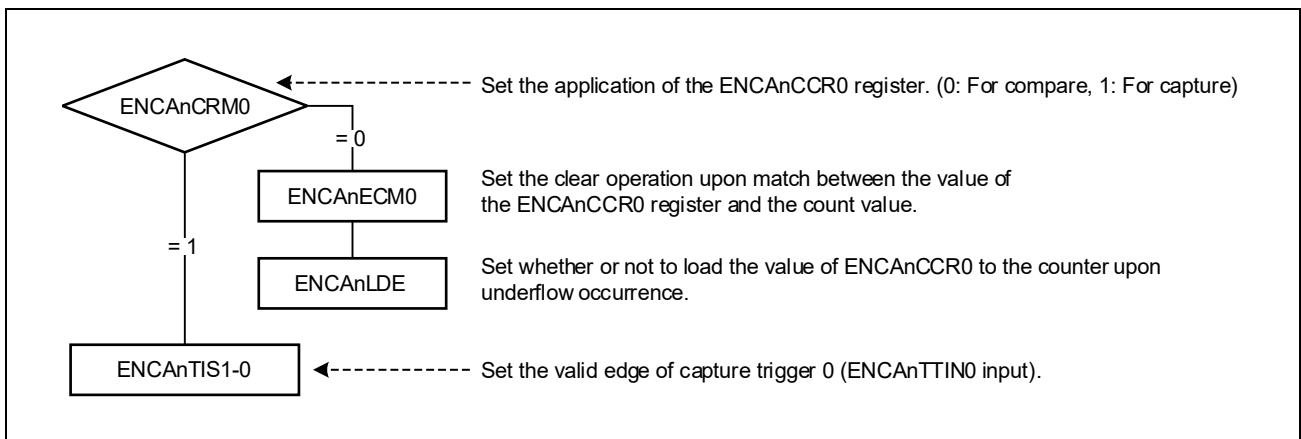 ENCAnCRM0
Set the application of the ENCAnCCR0 register. (0: For compare, 1: For capture)
= 0
ENCAnECM0
Set the clear operation upon match between the value of
the ENCAnCCR0 register and the count value.
= 1
ENCAnLDE
Set whether or not to load the value of ENCAnCCR0 to the counter upon
underflow occurrence.
ENCAnTIS1-0
Set the valid edge of capture trigger 0 (ENCAnTTIN0 input).